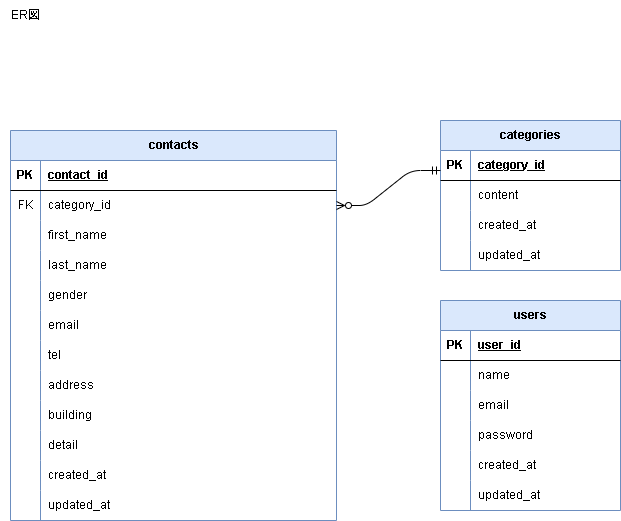 ER図
contacts
PK contact_id
FK category_id
first_name
last_name
gender
email
tel
address
building
detail
created_at
updated_at
categories
PK category_id
content
created_at
updated_at
users
PK user_id
name
email
password
created_at
updated_at